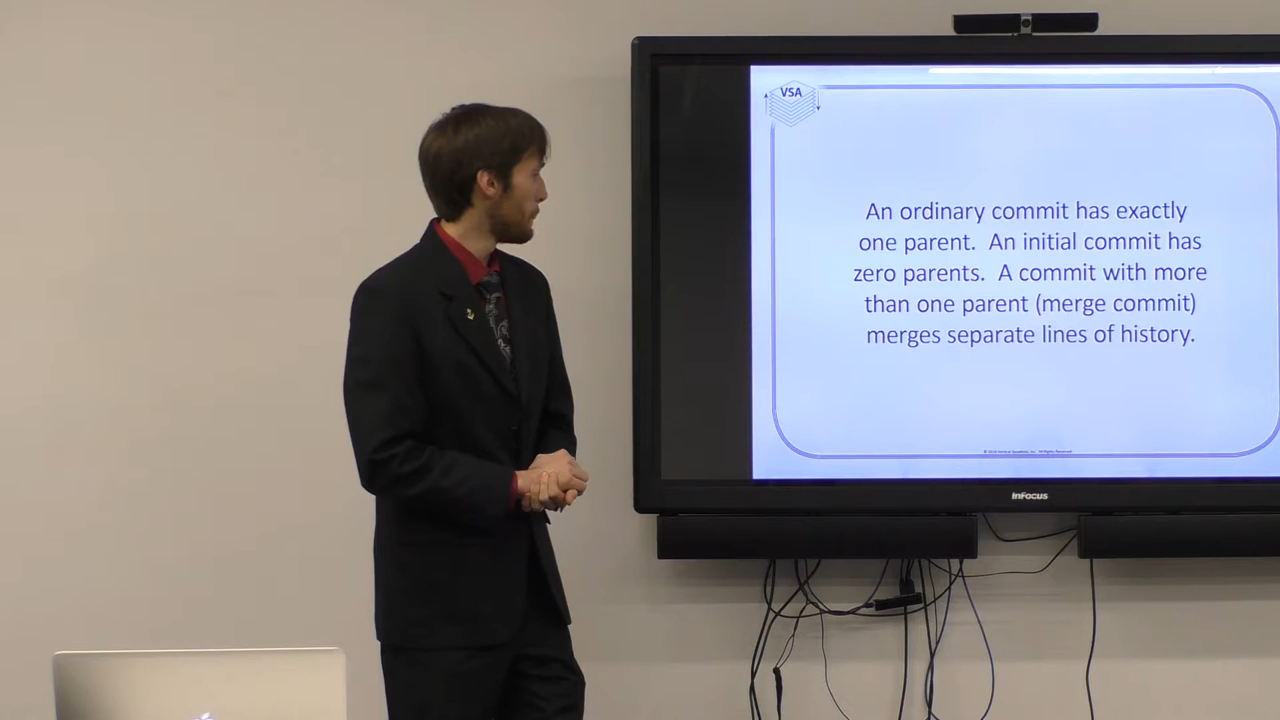 VSA
An ordinary commit has exactly
one parent. An initial commit has
zero parents. A commit with more
than one parent (merge commit)
merges separate lines of history.
InFocus